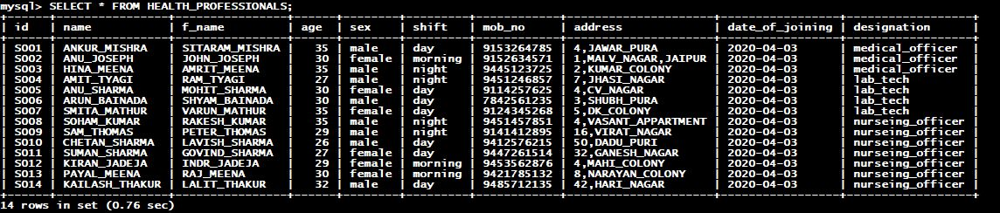 mysql> SELECT * FROM HEALTH_PROFESSIONALS;
| id | name | f_name | age | sex | shift | mob_no | address | date_of_joining | designation |
| S001 | ANKUR_MISHRA | SITARAM_MISHRA | 35 | male | day | 9153264785 | 4,JAWAR_PURA | 2020-04-03 | medical_officer |
| S002 | ANU_JOSEPH | JOHN_JOSEPH | 30 | female | morning | 9152634571 | 1,MALV_NAGAR,JAIPUR | 2020-04-03 | medical_officer |
| S003 | HINA_MEENA | AMRIT_MEENA | 35 | male | night | 9445123725 | 2,KUMAR_COLONY | 2020-04-03 | medical_officer |
| S004 | AMIT_TYAGI | RAM_TYAGI | 27 | male | night | 9451246857 | 7,JHASI_NAGAR | 2020-04-03 | lab_tech |
| S005 | ANU_SHARMA | MOHIT_SHARMA | 30 | female | day | 9114257625 | 4,CV_NAGAR | 2020-04-03 | lab_tech |
| S006 | ARUN_BAINADA | SHYAM_BAINADA | 30 | male | day | 7842561235 | 3,SHUBH_PURA | 2020-04-03 | lab_tech |
| S007 | SMITA_MATHUR | VARUN_MATHUR | 35 | female | day | 9124345268 | 5,DK_COLONY | 2020-04-03 | lab_tech |
| S008 | SOHAM_KUMAR | RAKESH_KUMAR | 35 | male | night | 9451457851 | 4,VASANT_APPARTMENT | 2020-04-03 | nurseing_officer |
| S009 | SAM_THOMAS | PETER_THOMAS | 29 | male | night | 9141412895 | 16,VIRAT_NAGAR | 2020-04-03 | nurseing_officer |
| S010 | CHETAN_SHARMA | LAVISH_SHARMA | 26 | male | day | 9412576215 | 50,DADU_PURI | 2020-04-03 | nurseing_officer |
| S011 | SUMAN_SHARMA | GOVIND_SHARMA | 27 | female | day | 9447261514 | 32,GANESH_NAGAR | 2020-04-03 | nurseing_officer |
| S012 | KIRAN_JADEJA | INDR_JADEJA | 29 | female | morning | 9453562876 | 4,MAHI_COLONY | 2020-04-03 | nurseing_officer |
| S013 | PAYAL_MEENA | RAJ_MEENA | 30 | female | morning | 9421785132 | 8,NARAYAN_COLONY | 2020-04-03 | nurseing_officer |
| S014 | KAILASH_THAKUR | LALIT_THAKUR | 32 | male | day | 9485712135 | 42,HARI_NAGAR | 2020-04-03 | nurseing_officer |
14 rows in set (0.76 sec)